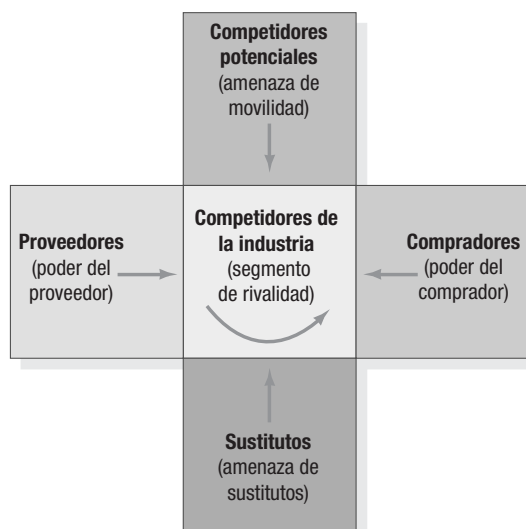 Competidores
potenciales
(amenaza de
movilidad)
Proveedores
(poder del
proveedor)
Competidores de
la industria
(segmento
de rivalidad)
Compradores
(poder del
comprador)
Sustitutos
(amenaza de
sustitutos)